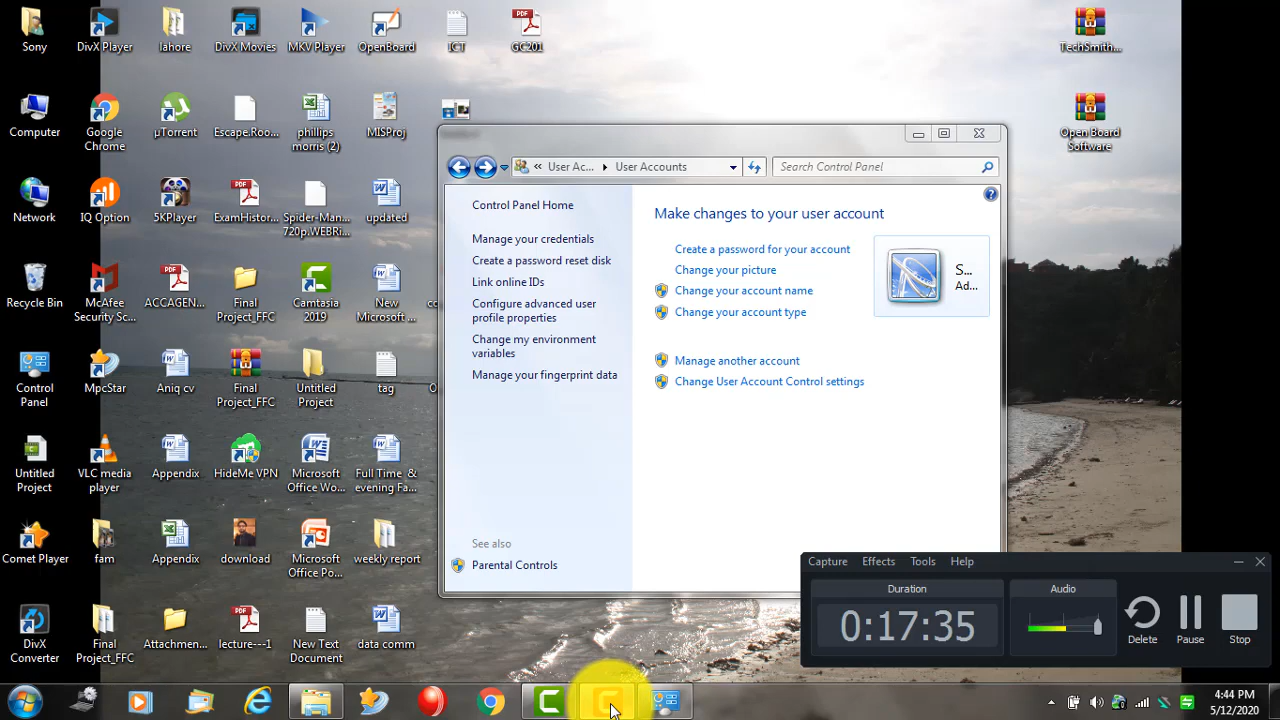 Sony
DivX Player
lahore
DivX Movies
MKV Player
OpenBoard
ICT
GC201
TechSmith...
Computer
Google
Chrome
µTorrent
Escape.Roo...
phillips
morris (2)
MISProj
Open Board
Software
Network
IQ Option
5KPlayer
ExamHistor...
Spider-Man...
720p.WEBRi...
updated
Recycle Bin
McAfee
Security Sc...
ACCAGEN...
Final
Project_FFC
Camtasia
2019
New
Microsoft ...
Control
Panel
MpcStar
Aniq cv
Final
Project_FFC
Untitled
Project
tag
Untitled
Project
VLC media
player
Appendix
HideMe VPN
Microsoft
Office Wo...
Full Time &
evening Fa...
Comet Player
fam
Appendix
download
Microsoft
Office Po...
weekly report
DivX
Converter
Final
Project_FFC
Attachmen...
lecture---1
New Text
Document
data comm
« User Ac... ▸ User Accounts
Search Control Panel
Control Panel Home
Manage your credentials
Create a password reset disk
Link online IDs
Configure advanced user
profile properties
Change my environment
variables
Manage your fingerprint data
See also
Parental Controls
Make changes to your user account
Create a password for your account
Change your picture
Change your account name
Change your account type
Manage another account
Change User Account Control settings
S...
Ad...
Capture Effects Tools Help
Duration
0:17:35
Audio
Delete
Pause
Stop
4:44 PM
5/12/2020